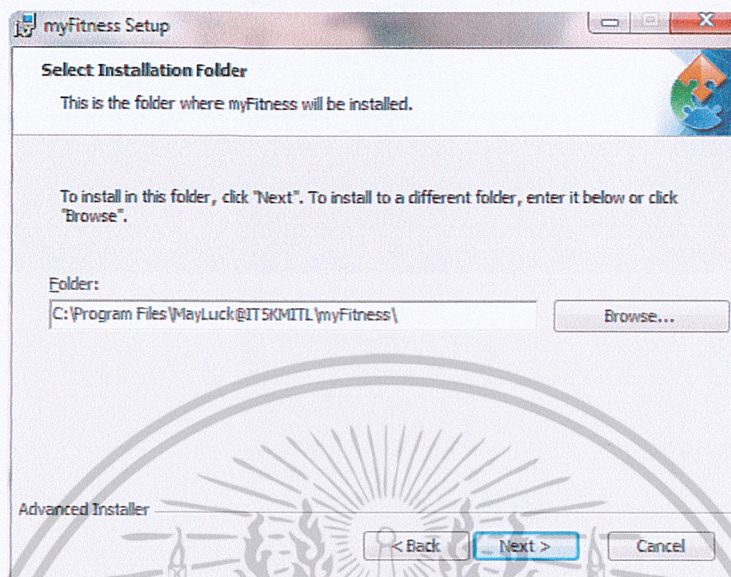 myFitness Setup
Select Installation Folder
This is the folder where myFitness will be installed.
To install in this folder, click "Next". To install to a different folder, enter it below or click
"Browse".
Folder:
C:\Program Files\MayLuck@IT5KMITL\myFitness\
Browse...
Advanced Installer
< Back
Next >
Cancel